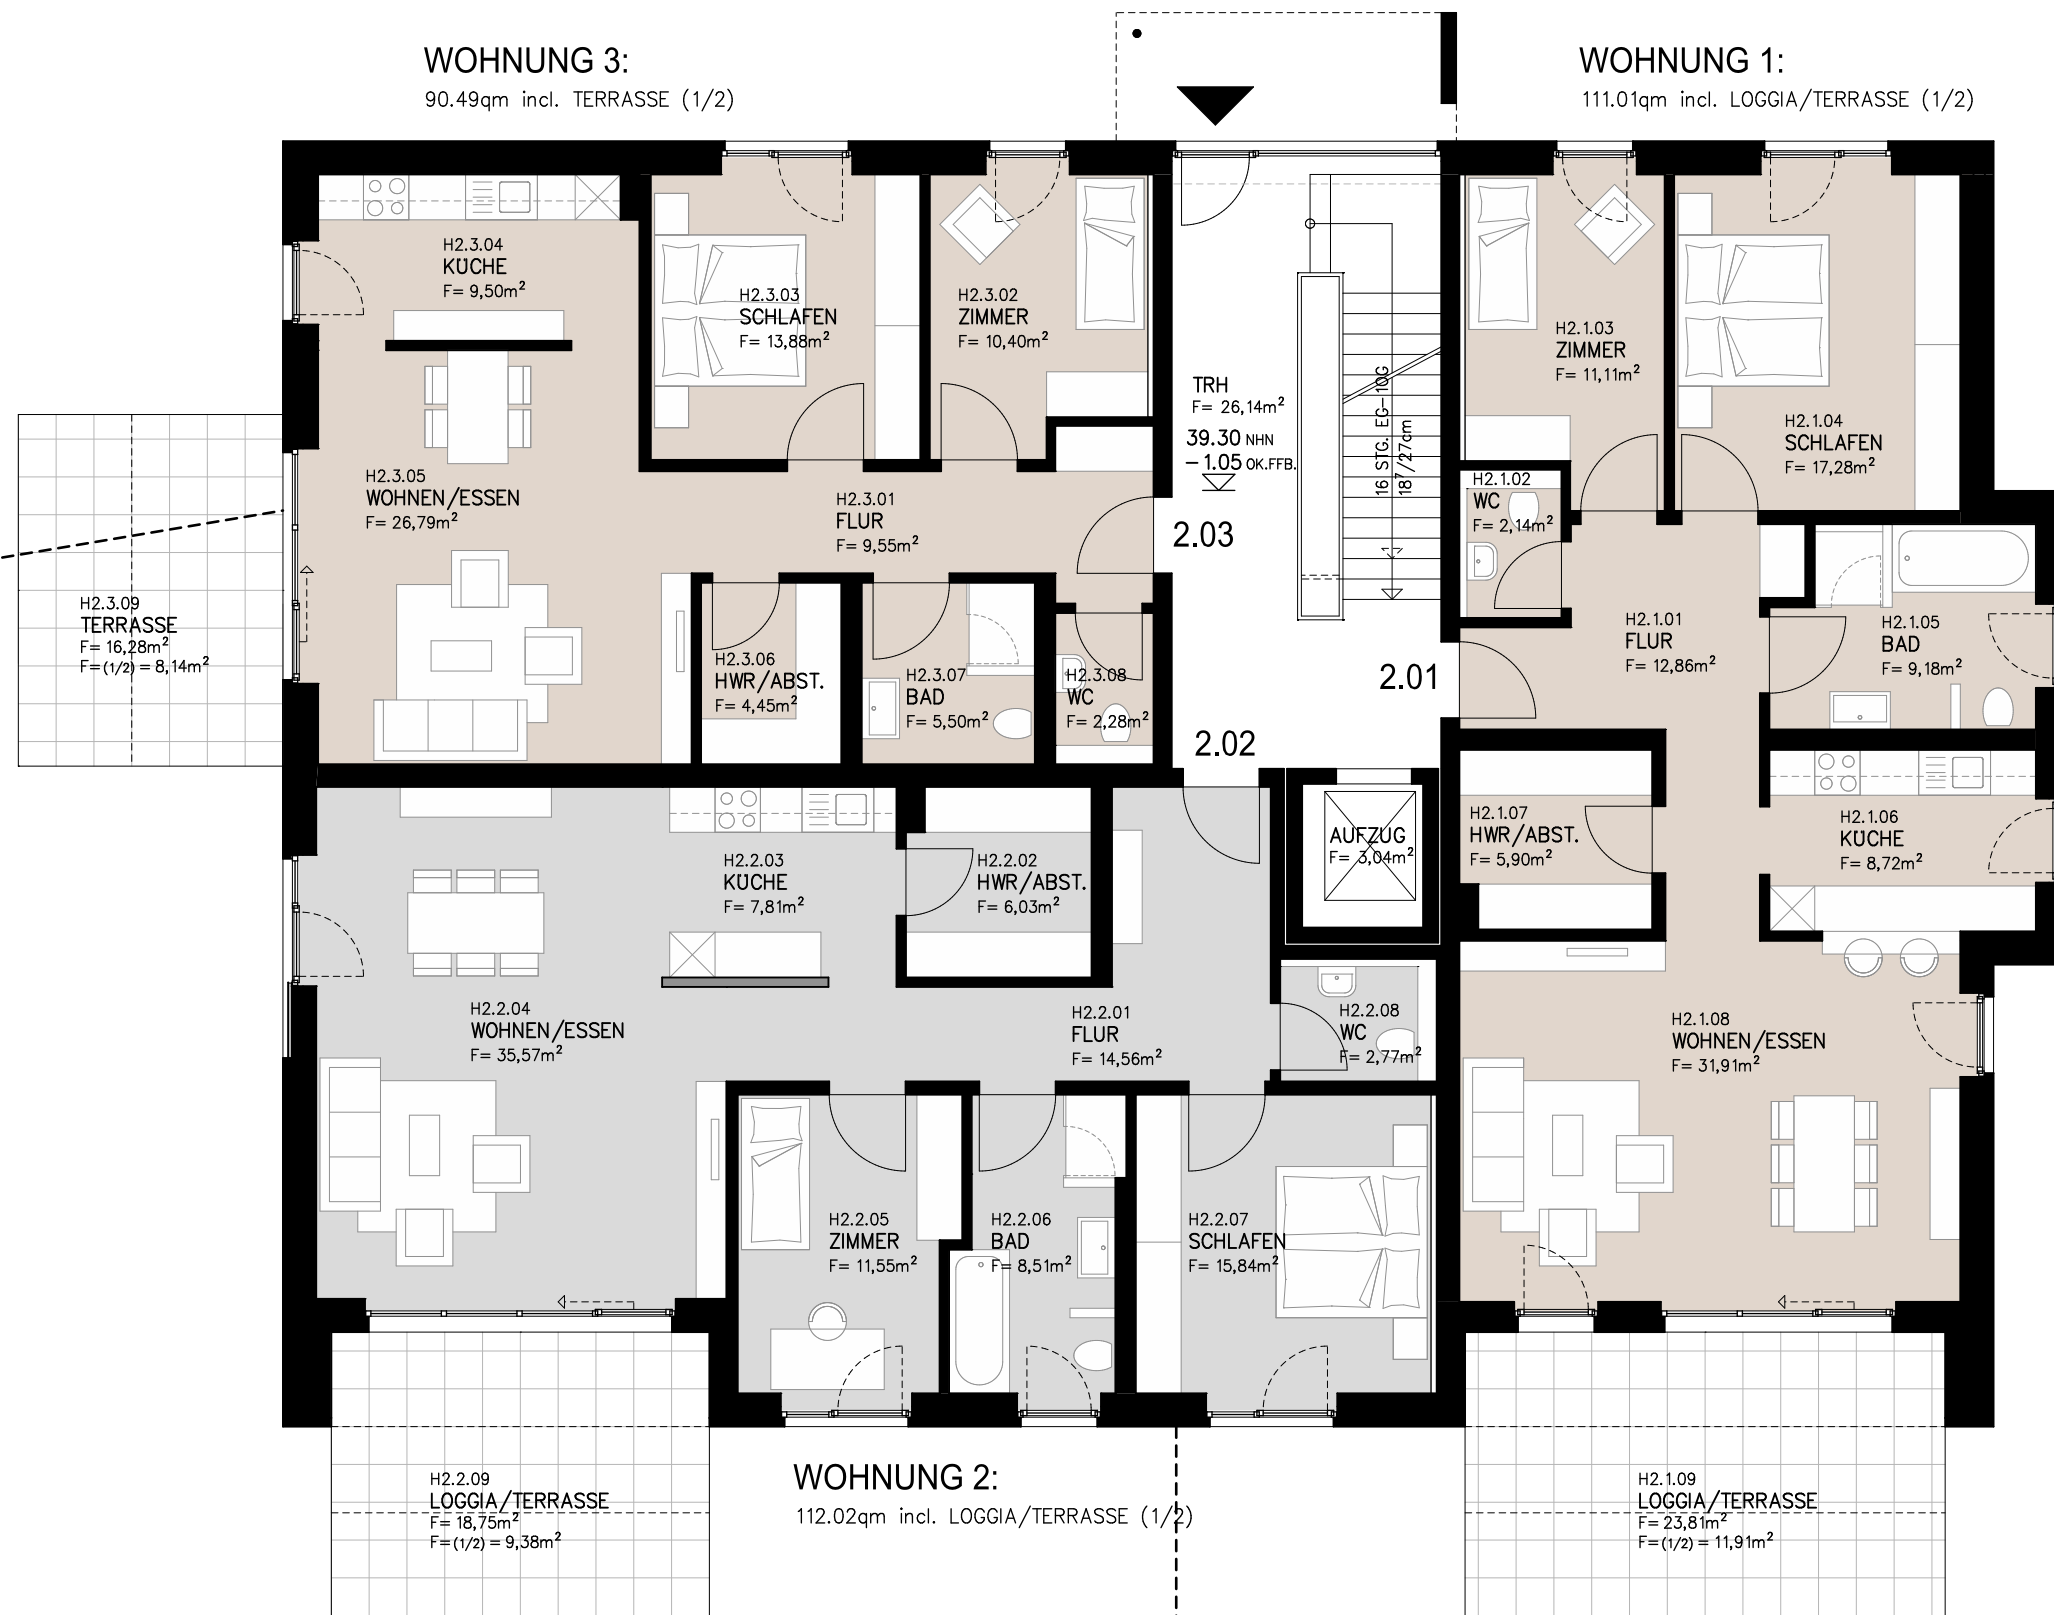 WOHNUNG 3:
90.49qm incl. TERRASSE (1/2)
WOHNUNG 1:
111.01qm incl. LOGGIA/TERRASSE (1/2)
H2.3.04
KÜCHE
F= 9,50m²
H2.3.03
SCHLAFEN
F= 13,88m²
H2.3.02
ZIMMER
F= 10,40m²
H2.1.03
ZIMMER
F= 11,11m²
TRH
F= 26,14m²
39.30 NHN
-1.05 OK.FFB.
16 STG. EG-1OG
187/27cm
H2.1.04
SCHLAFEN
F= 17,28m²
H2.3.05
WOHNEN/ESSEN
F= 26,79m²
H2.3.01
FLUR
F= 9,55m²
2.03
H2.1.02
WC
F= 2,14m²
H2.3.09
TERRASSE
F= 16,28m²
F=(1/2) = 8,14m²
H2.1.01
FLUR
F= 12,86m²
H2.1.05
BAD
F= 9,18m²
H2.3.06
HWR/ABST.
F= 4,45m²
H2.3.07
BAD
F= 5,50m²
H2.3.08
WC
F= 2,28m²
2.01
2.02
H2.1.07
HWR/ABST.
F= 5,90m²
H2.1.06
KÜCHE
F= 8,72m²
AUFZUG
F= 3,04m²
H2.2.03
KÜCHE
F= 7,81m²
H2.2.02
HWR/ABST.
F= 6,03m²
H2.2.04
WOHNEN/ESSEN
F= 35,57m²
H2.2.01
FLUR
F= 14,56m²
H2.2.08
WC
F= 2,77m²
H2.1.08
WOHNEN/ESSEN
F= 31,91m²
H2.2.05
ZIMMER
F= 11,55m²
H2.2.06
BAD
F= 8,51m²
H2.2.07
SCHLAFEN
F= 15,84m²
H2.2.09
LOGGIA/TERRASSE
F= 18,75m²
F=(1/2) = 9,38m²
WOHNUNG 2:
112.02qm incl. LOGGIA/TERRASSE (1/2)
H2.1.09
LOGGIA/TERRASSE
F= 23,81m²
F=(1/2) = 11,91m²